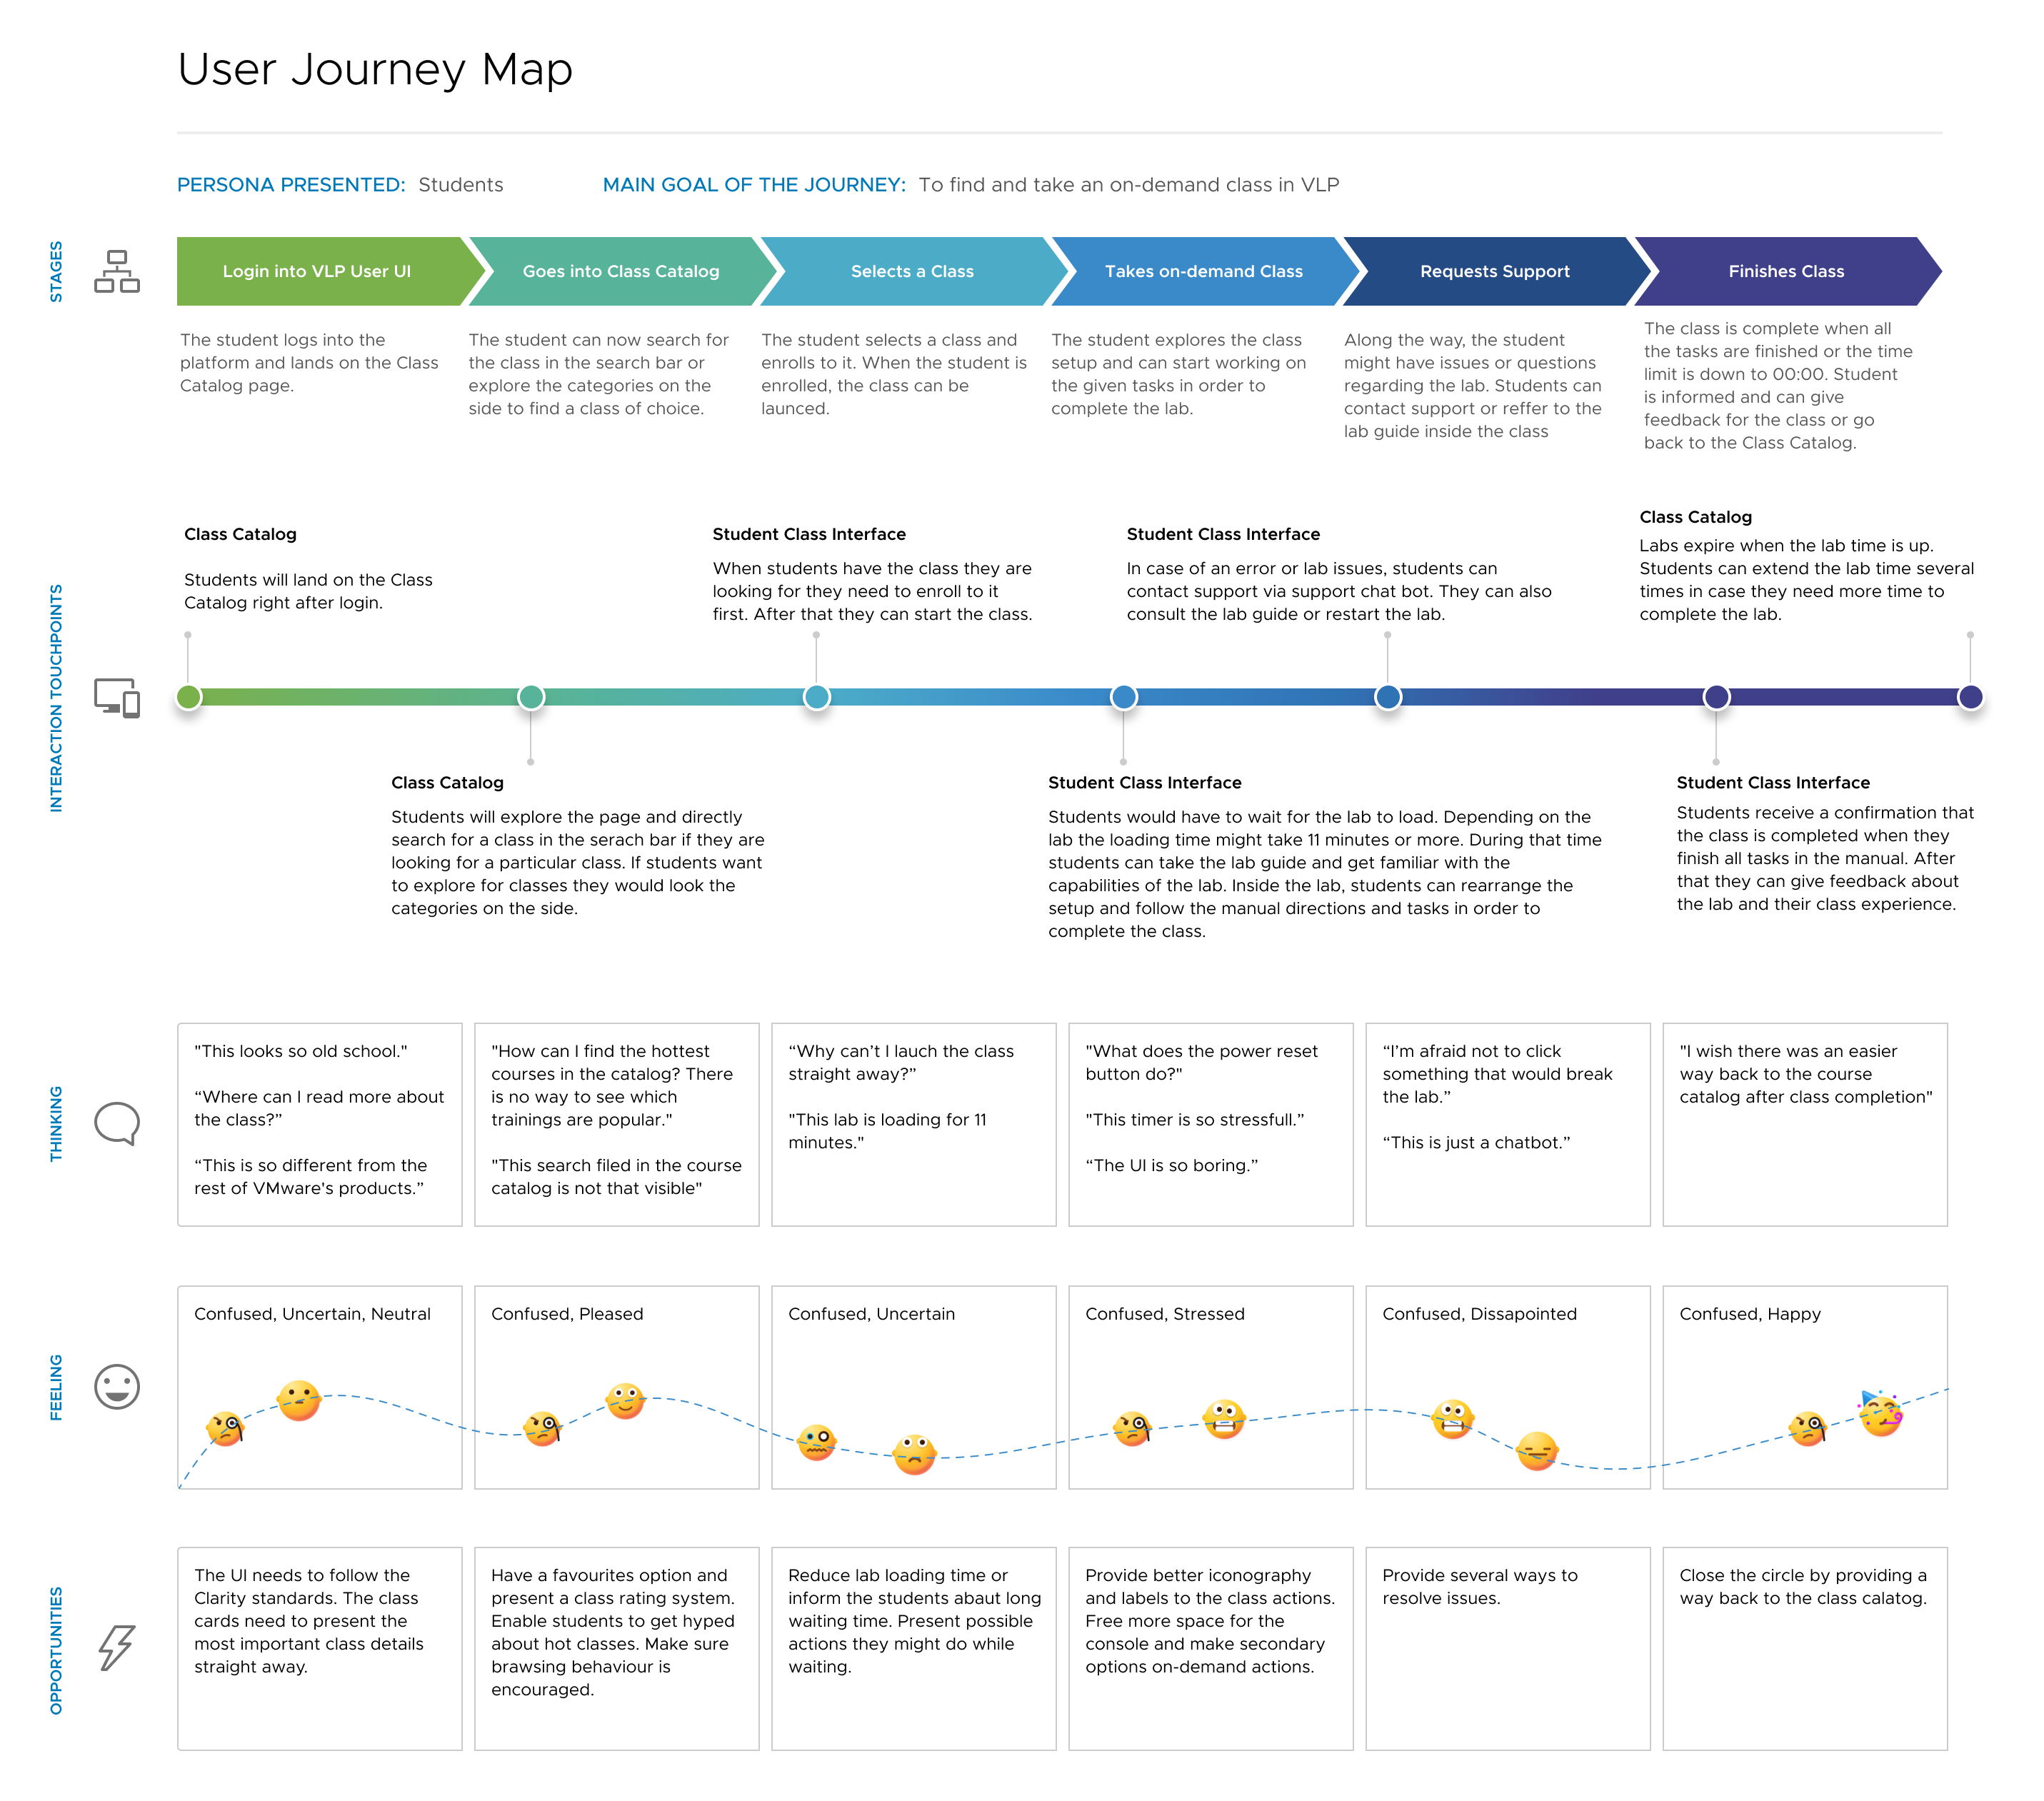 User Journey Map
PERSONA PRESENTED: Students
MAIN GOAL OF THE JOURNEY: To find and take an on-demand class in VLP
STAGES
Login into VLP User UI
Goes into Class Catalog
Selects a Class
Takes on-demand Class
Requests Support
Finishes Class
The student logs into the
platform and lands on the Class
Catalog page.
The student can now search for
the class in the search bar or
explore the categories on the
side to find a class of choice.
The student selects a class and
enrolls to it. When the student is
enrolled, the class can be
launced.
The student explores the class
setup and can start working on
the given tasks in order to
complete the lab.
Along the way, the student
might have issues or questions
regarding the lab. Students can
contact support or reffer to the
lab guide inside the class
The class is complete when all
the tasks are finished or the time
limit is down to 00:00. Student
is informed and can give
feedback for the class or go
back to the Class Catalog.
INTERACTION TOUCHPOINTS
Class Catalog
Students will land on the Class
Catalog right after login.
Class Catalog
Students will explore the page and directly
search for a class in the serach bar if they are
looking for a particular class. If students want
to explore for classes they would look the
categories on the side.
Student Class Interface
When students have the class they are
looking for they need to enroll to it
first. After that they can start the class.
Student Class Interface
Students would have to wait for the lab to load. Depending on the
lab the loading time might take 11 minutes or more. During that time
students can take the lab guide and get familiar with the
capabilities of the lab. Inside the lab, students can rearrange the
setup and follow the manual directions and tasks in order to
complete the class.
Student Class Interface
In case of an error or lab issues, students can
contact support via support chat bot. They can also
consult the lab guide or restart the lab.
Student Class Interface
Students receive a confirmation that
the class is completed when they
finish all tasks in the manual. After
that they can give feedback about
the lab and their class experience.
Class Catalog
Labs expire when the lab time is up.
Students can extend the lab time several
times in case they need more time to
complete the lab.
THINKING
"This looks so old school."
“Where can I read more about
the class?”
“This is so different from the
rest of VMware's products.”
"How can I find the hottest
courses in the catalog? There
is no way to see which
trainings are popular."
"This search filed in the course
catalog is not that visible"
“Why can’t I lauch the class
straight away?”
"This lab is loading for 11
minutes."
"What does the power reset
button do?"
"This timer is so stressfull.”
“The UI is so boring.”
“I’m afraid not to click
something that would break
the lab.”
“This is just a chatbot.”
"I wish there was an easier
way back to the course
catalog after class completion"
FEELING
Confused, Uncertain, Neutral
Confused, Pleased
Confused, Uncertain
Confused, Stressed
Confused, Dissapointed
Confused, Happy
OPPORTUNITIES
The UI needs to follow the
Clarity standards. The class
cards need to present the
most important class details
straight away.
Have a favourites option and
present a class rating system.
Enable students to get hyped
about hot classes. Make sure
brawsing behaviour is
encouraged.
Reduce lab loading time or
inform the students abaut long
waiting time. Present possible
actions they might do while
waiting.
Provide better iconography
and labels to the class actions.
Free more space for the
console and make secondary
options on-demand actions.
Provide several ways to
resolve issues.
Close the circle by providing a
way back to the class calatog.